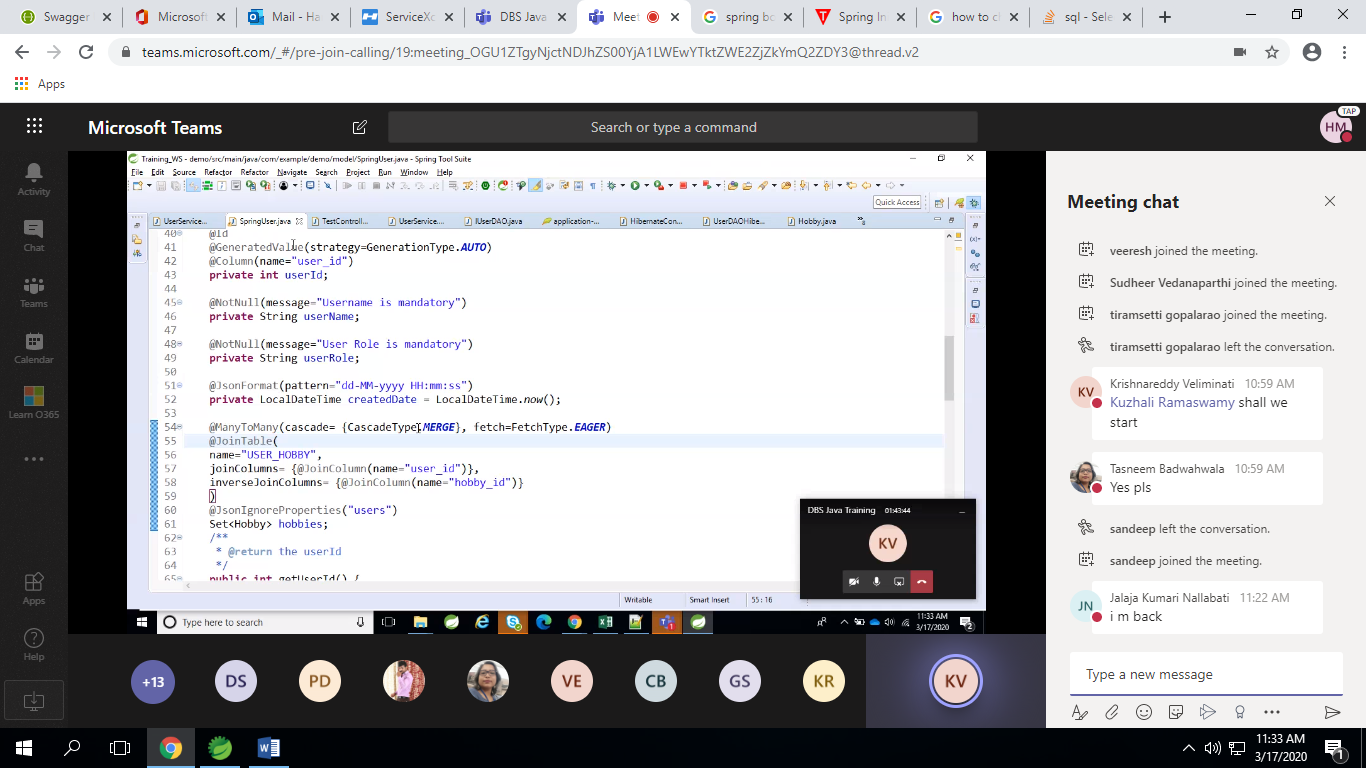 Swagger
Microsoft
Mail - Ha
ServiceXc
DBS Java
Meet
spring bo
Spring In
how to cl
sql - Sele
teams.microsoft.com/_#/pre-join-calling/19:meeting_OGU1ZTgyNjctNDJhZS00YjA1LWEwYTktZWE2ZjZkYmQ2ZDY3@thread.v2
Apps
Microsoft Teams
Search or type a command
HM
TAP
Activity
Chat
Teams
Calendar
Learn O365
Apps
Help
Training_WS - demo/src/main/java/com/example/demo/model/SpringUser.java - Spring Tool Suite
File Edit Source Refactor Refactor Navigate Search Project Run Window Help
Quick Access
UserService...
SpringUser.java
TestControll...
UserService....
IUserDAO.java
application-...
HibernateCon...
UserDAOHibe...
Hobby.java
40 @Id
41 @GeneratedValue(strategy=GenerationType.AUTO)
42 @Column(name="user_id")
43 private int userId;
44
45 @NotNull(message="Username is mandatory")
46 private String userName;
47
48 @NotNull(message="User Role is mandatory")
49 private String userRole;
50
51 @JsonFormat(pattern="dd-MM-yyyy HH:mm:ss")
52 private LocalDateTime createdDate = LocalDateTime.now();
53
54 @ManyToMany(cascade= {CascadeType.MERGE}, fetch=FetchType.EAGER)
55 @JoinTable(
56 name="USER_HOBBY",
57 joinColumns= {@JoinColumn(name="user_id")},
58 inverseJoinColumns= {@JoinColumn(name="hobby_id")}
59 )
60 @JsonIgnoreProperties("users")
61 Set<Hobby> hobbies;
62 /**
63 * @return the userId
64 */
65 public int getUserId() {
Writable
Smart Insert
55 : 16
DBS Java Training 01:43:44
KV
Type here to search
11:33 AM
3/17/2020
2
+13
DS
PD
VE
CB
GS
KR
KV
Meeting chat
veeresh joined the meeting.
Sudheer Vedanaparthi joined the meeting.
tiramsetti gopalarao joined the meeting.
tiramsetti gopalarao left the conversation.
KV
Krishnareddy Veliminati 10:59 AM
Kuzhali Ramaswamy shall we
start
Tasneem Badwahwala 10:59 AM
Yes pls
sandeep left the conversation.
sandeep joined the meeting.
JN
Jalaja Kumari Nallabati 11:22 AM
i m back
Type a new message
11:33 AM
3/17/2020
1